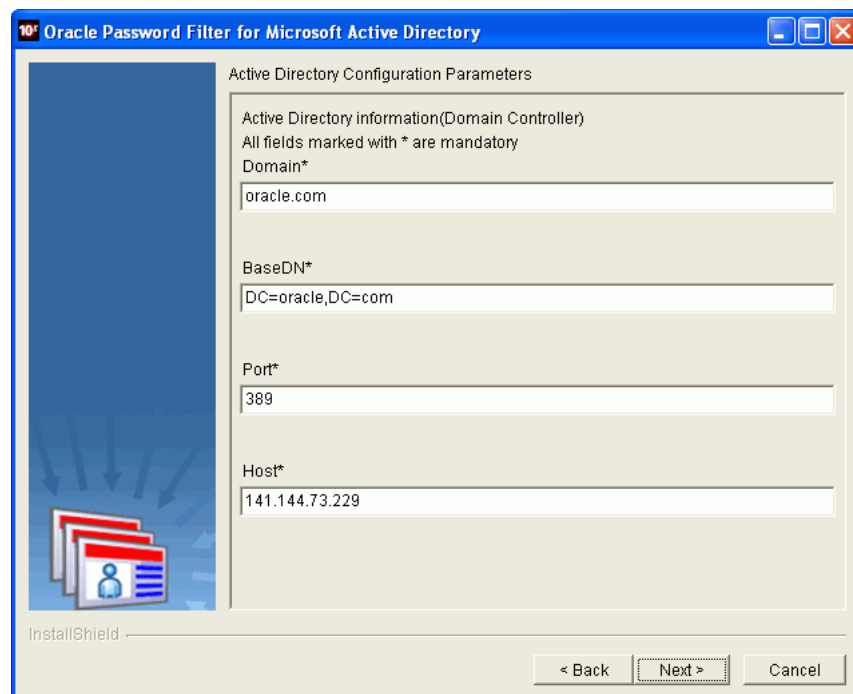 10g Oracle Password Filter for Microsoft Active Directory
Active Directory Configuration Parameters
Active Directory information(Domain Controller)
All fields marked with * are mandatory
Domain*
oracle.com
BaseDN*
DC=oracle,DC=com
Port*
389
Host*
141.144.73.229
InstallShield
< Back Next > Cancel